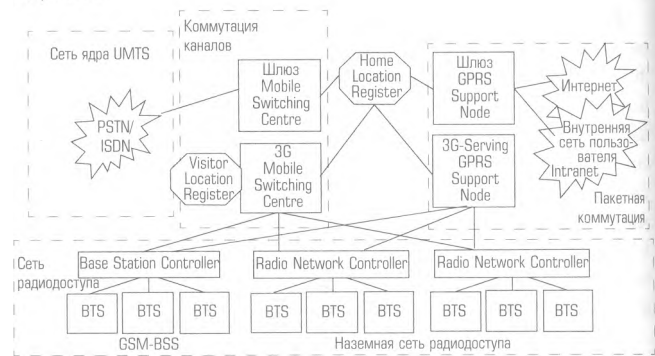 Коммутация
каналов
Сеть ядра UMTS
Шлюз
Mobile
Switching
Centre
Home
Location
Register
Шлюз
GPRS
Support
Node
Интернет
PSTN/
ISDN
Visitor
Location
Register
3G
Mobile
Switching
Centre
3G-Serving
GPRS
Support
Node
Внутренняя
сеть пользо-
вателя
Intranet
Пакетная
коммутация
Сеть
радиодоступа
Base Station Controller
Radio Network Controller
Radio Network Controller
BTS
BTS
BTS
BTS
BTS
BTS
BTS
BTS
BTS
GSM-BSS
Наземная сеть радиодоступа